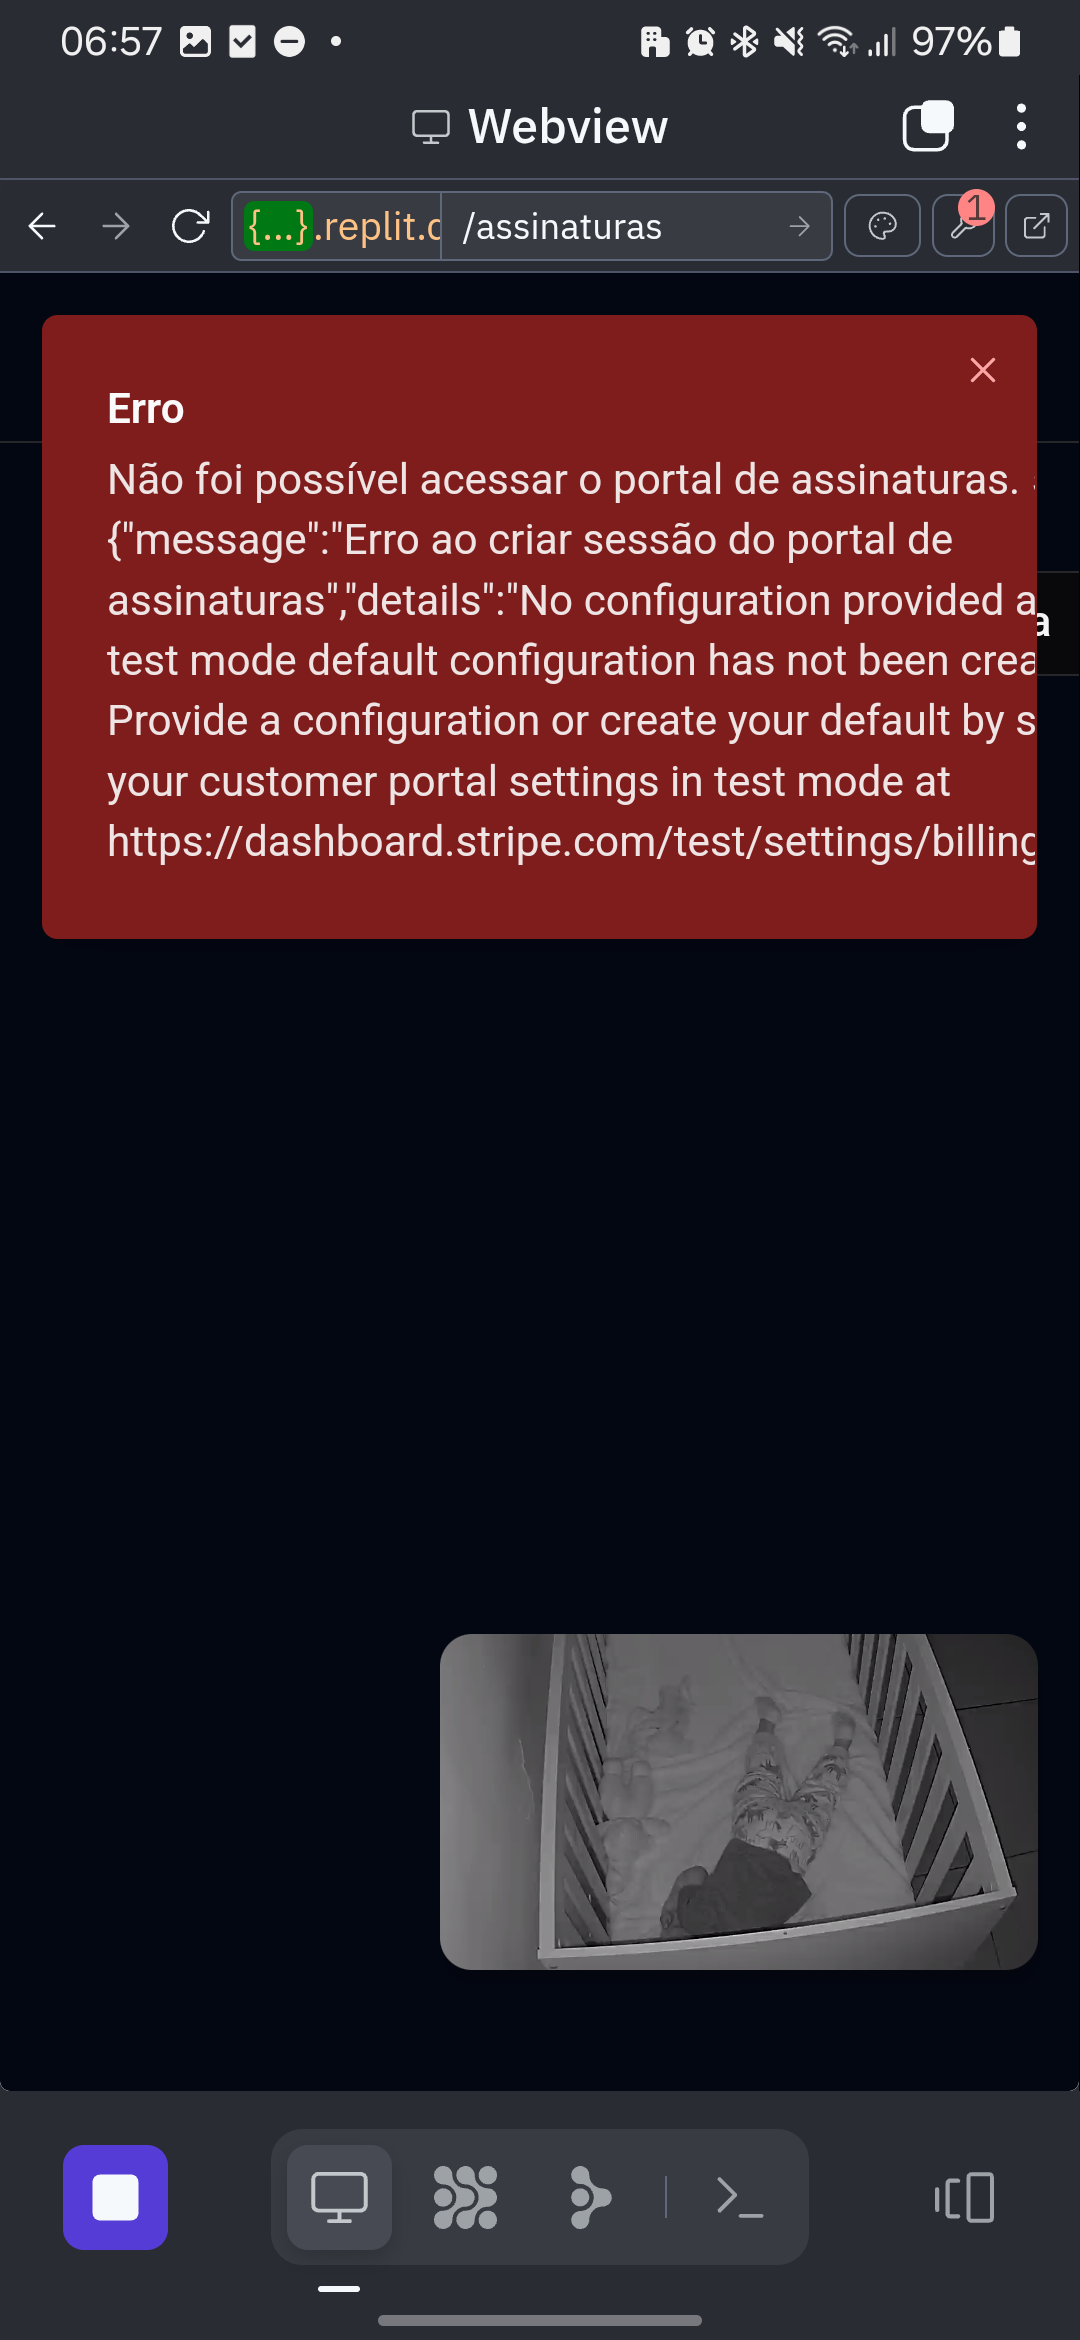 06:57
97%
Webview
{...}.replit.c /assinaturas
1
Erro
Não foi possível acessar o portal de assinaturas.
{"message":"Erro ao criar sessão do portal de
assinaturas","details":"No configuration provided a
test mode default configuration has not been crea
Provide a configuration or create your default by s
your customer portal settings in test mode at
https://dashboard.stripe.com/test/settings/billing
a